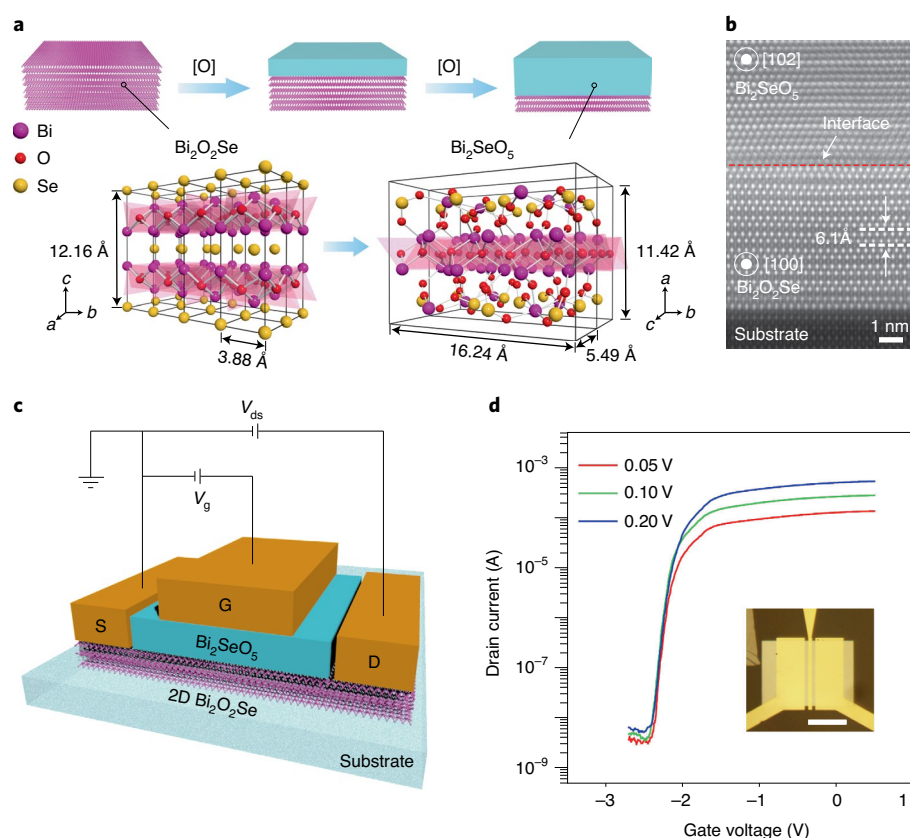 a
[O]
[O]
Bi
O
Se
Bi2O2Se
Bi2SeO5
12.16 Å
3.88 Å
c
a
b
11.42 Å
16.24 Å
5.49 Å
a
c
b
b
[102]
Bi2SeO5
Interface
6.1Å
[100]
Bi2O2Se
Substrate
1 nm
c
Vds
Vg
S
G
D
Bi2SeO5
2D Bi2O2Se
Substrate
d
Drain current (A)
10–3
10–5
10–7
10–9
0.05 V
0.10 V
0.20 V
–3
–2
–1
0
1
Gate voltage (V)